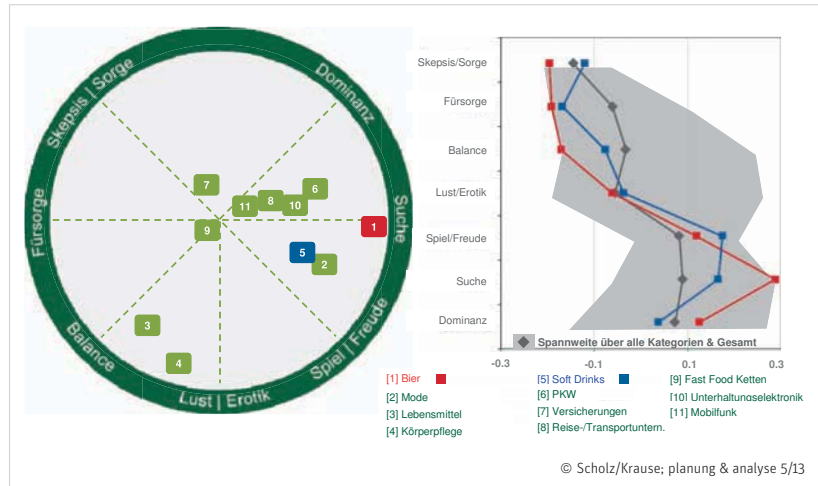 Skepsis | Sorge
Dominanz
Fürsorge
Suche
Balance
Lust | Erotik
Spiel | Freude
7
6
11
8
10
9
1
5
2
3
4
Skepsis/Sorge
Fürsorge
Balance
Lust/Erotik
Spiel/Freude
Suche
Dominanz
Spannweite über alle Kategorien & Gesamt
-0.3
-0.1
0.1
0.3
[1] Bier
[2] Mode
[3] Lebensmittel
[4] Körperpflege
[5] Soft Drinks
[6] PKW
[7] Versicherungen
[8] Reise-/Transportuntern.
[9] Fast Food Ketten
[10] Unterhaltungselektronik
[11] Mobilfunk
© Scholz/Krause; planung & analyse 5/13